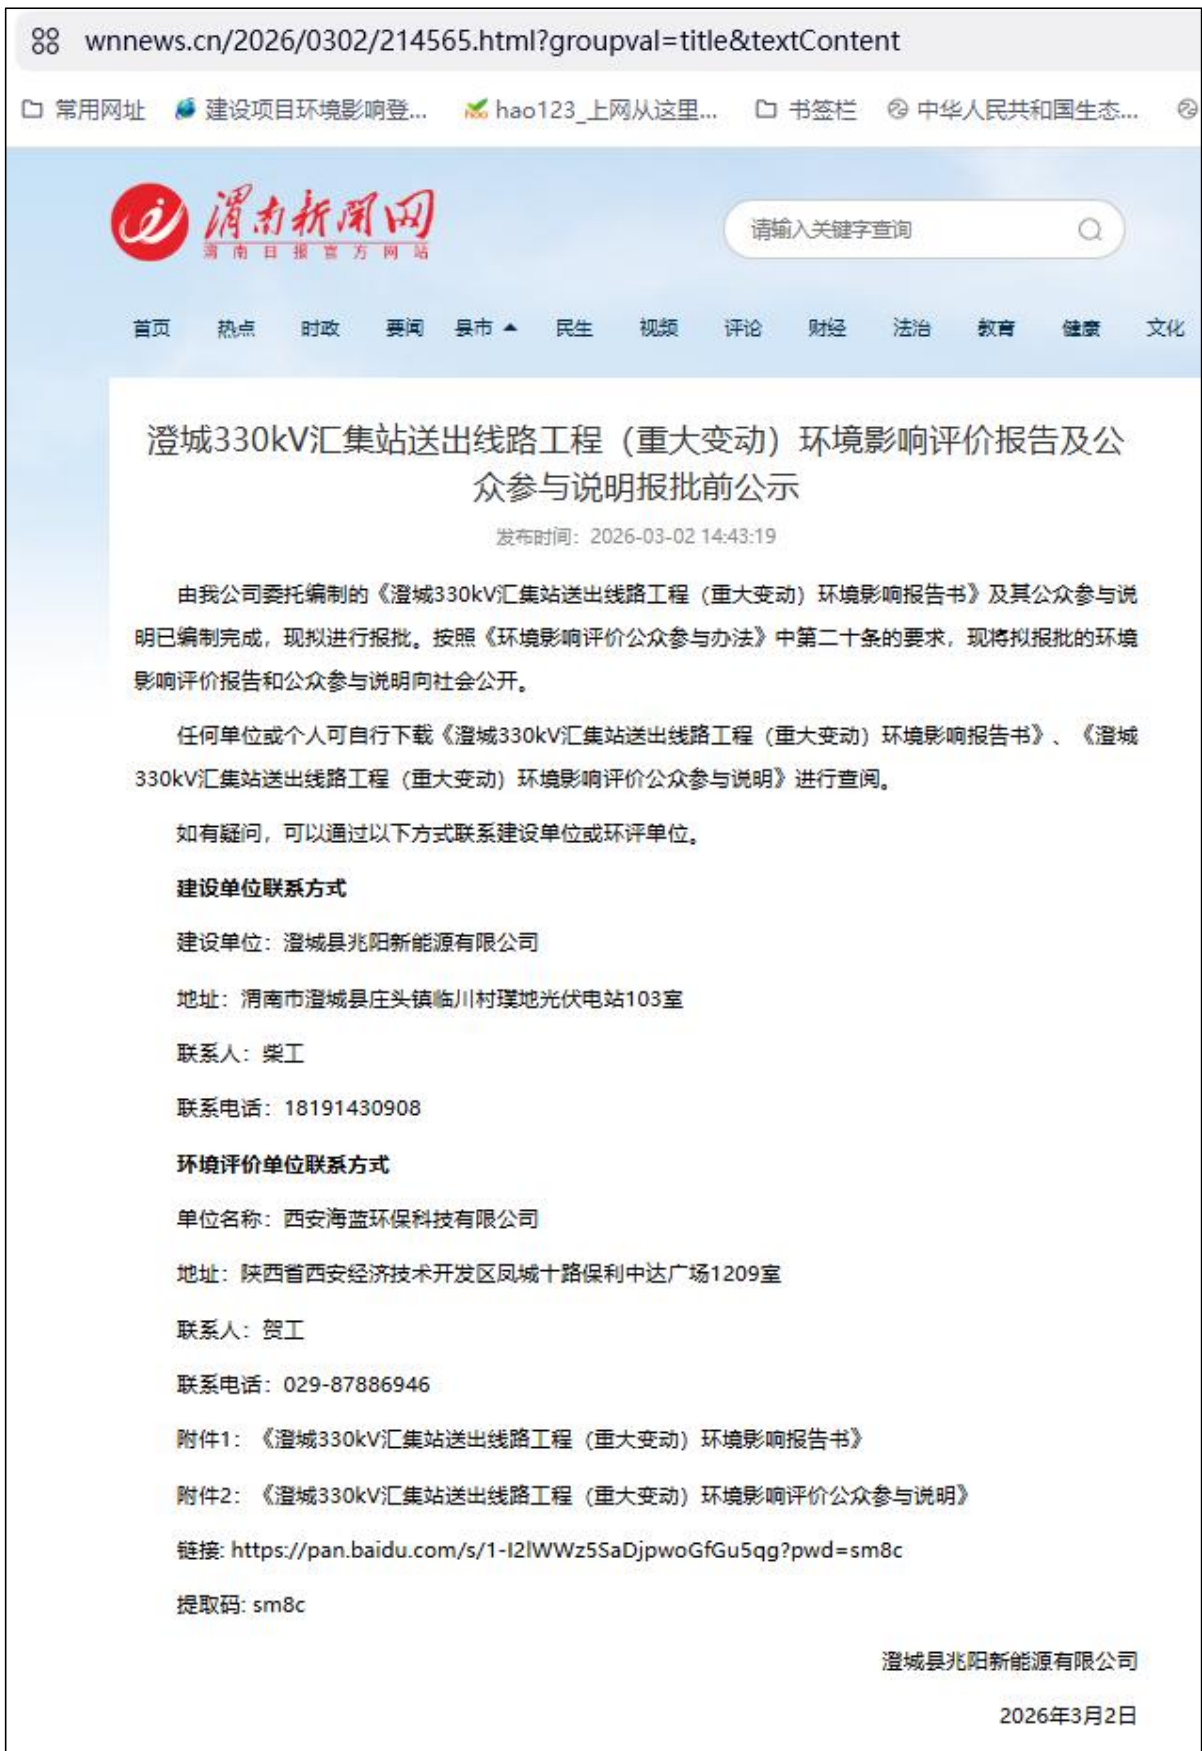 wnnews.cn/2026/0302/214565.html?groupval=title&textContent
常用网址 建设项目环境影响登... hao123_上网从这里... 书签栏 中华人民共和国生态...
渭南新闻网
渭南日报官方网站
请输入关键字查询
首页 热点 时政 要闻 县市 民生 视频 评论 财经 法治 教育 健康 文化
澄城330kV汇集站送出线路工程（重大变动）环境影响评价报告及公
众参与说明报批前公示
发布时间：2026-03-02 14:43:19
由我公司委托编制的《澄城330kV汇集站送出线路工程（重大变动）环境影响报告书》及其公众参与说
明已编制完成，现拟进行报批。按照《环境影响评价公众参与办法》中第二十条的要求，现将拟报批的环境
影响评价报告和公众参与说明向社会公开。
任何单位或个人可自行下载《澄城330kV汇集站送出线路工程（重大变动）环境影响报告书》、《澄城
330kV汇集站送出线路工程（重大变动）环境影响评价公众参与说明》进行查阅。
如有疑问，可以通过以下方式联系建设单位或环评单位。
建设单位联系方式
建设单位：澄城县兆阳新能源有限公司
地址：渭南市澄城县庄头镇临川村璞地光伏电站103室
联系人：柴工
联系电话：18191430908
环境评价单位联系方式
单位名称：西安海蓝环保科技有限公司
地址：陕西省西安经济技术开发区凤城十路保利中达广场1209室
联系人：贺工
联系电话：029-87886946
附件1：《澄城330kV汇集站送出线路工程（重大变动）环境影响报告书》
附件2：《澄城330kV汇集站送出线路工程（重大变动）环境影响评价公众参与说明》
链接: https://pan.baidu.com/s/1-I2lWWz5SaDjpwoGfGu5qg?pwd=sm8c
提取码: sm8c
澄城县兆阳新能源有限公司
2026年3月2日